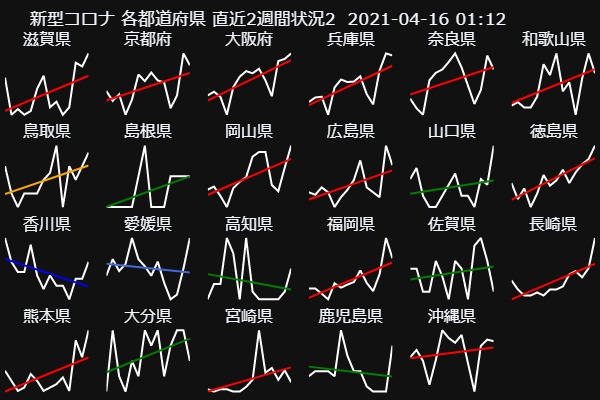 新型コロナ 各都道府県 直近2週間状況2 2021-04-16 01:12
滋賀県 京都府 大阪府 兵庫県 奈良県 和歌山県
鳥取県 島根県 岡山県 広島県 山口県 徳島県
香川県 愛媛県 高知県 福岡県 佐賀県 長崎県
熊本県 大分県 宮崎県 鹿児島県 沖縄県